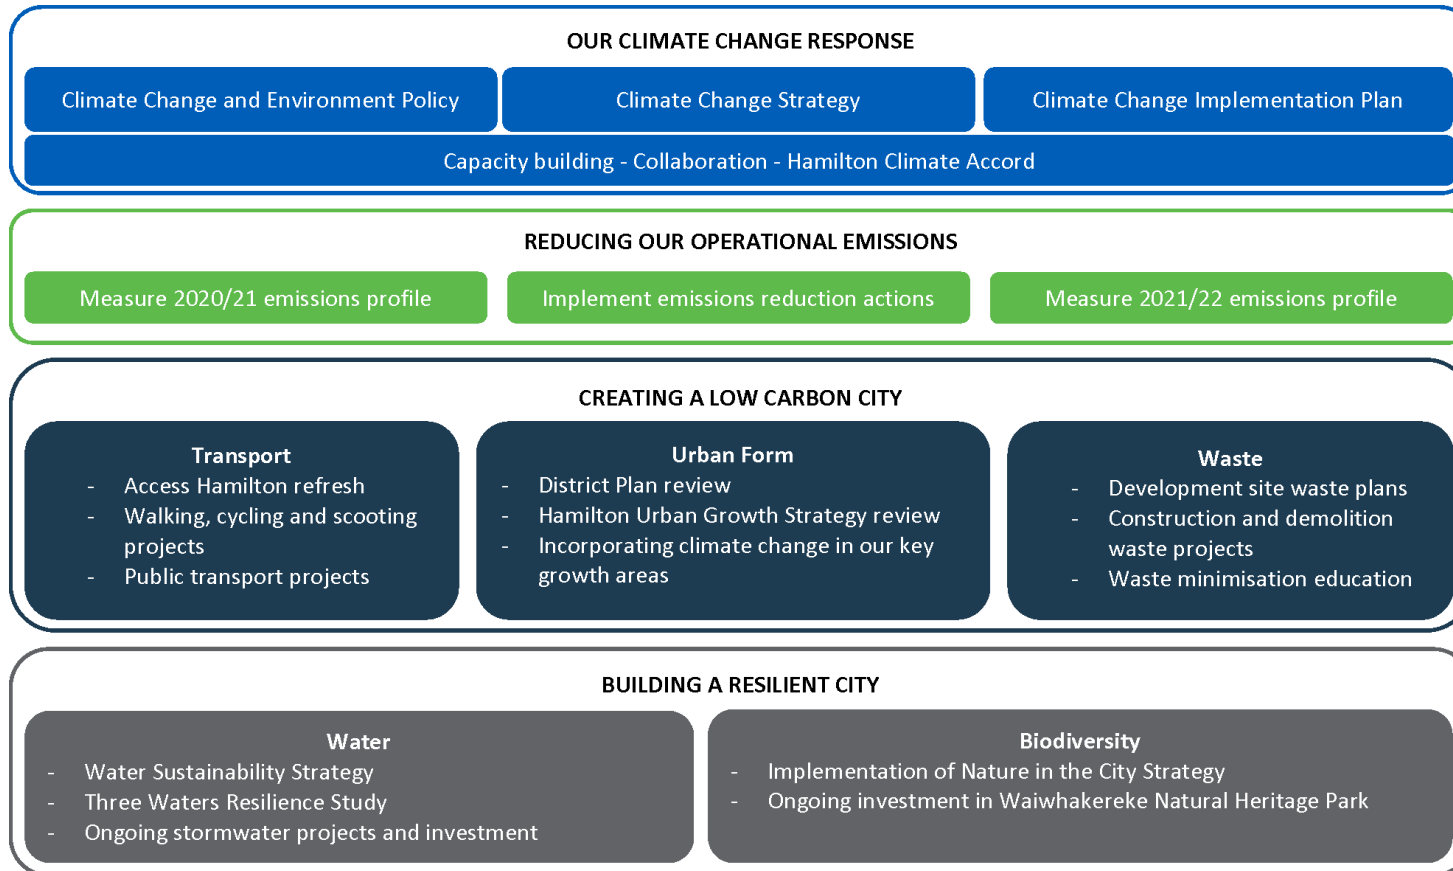 OUR CLIMATE CHANGE RESPONSE
Climate Change and Environment Policy
Climate Change Strategy
Climate Change Implementation Plan
Capacity building - Collaboration - Hamilton Climate Accord
REDUCING OUR OPERATIONAL EMISSIONS
Measure 2020/21 emissions profile
Implement emissions reduction actions
Measure 2021/22 emissions profile
CREATING A LOW CARBON CITY
Transport
- Access Hamilton refresh
- Walking, cycling and scooting
projects
- Public transport projects
Urban Form
- District Plan review
- Hamilton Urban Growth Strategy review
- Incorporating climate change in our key
growth areas
Waste
- Development site waste plans
- Construction and demolition
waste projects
- Waste minimisation education
BUILDING A RESILIENT CITY
Water
- Water Sustainability Strategy
- Three Waters Resilience Study
- Ongoing stormwater projects and investment
Biodiversity
- Implementation of Nature in the City Strategy
- Ongoing investment in Waiwhakereke Natural Heritage Park